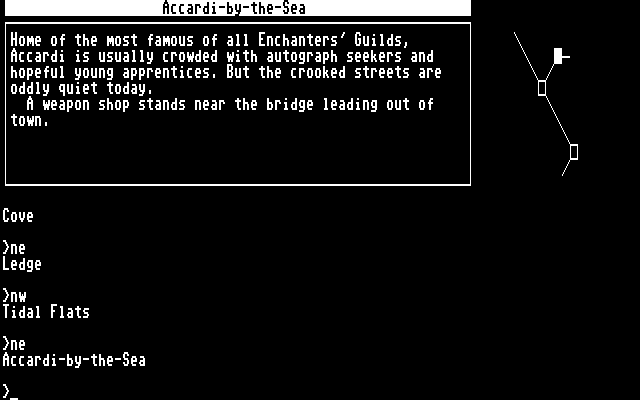 Accardi-by-the-Sea
Home of the most famous of all Enchanters' Guilds,
Accardi is usually crowded with autograph seekers and
hopeful young apprentices. But the crooked streets are
oddly quiet today.
A weapon shop stands near the bridge leading out of
town.
Cove
>ne
Ledge
>nw
Tidal Flats
>ne
Accardi-by-the-Sea
>_